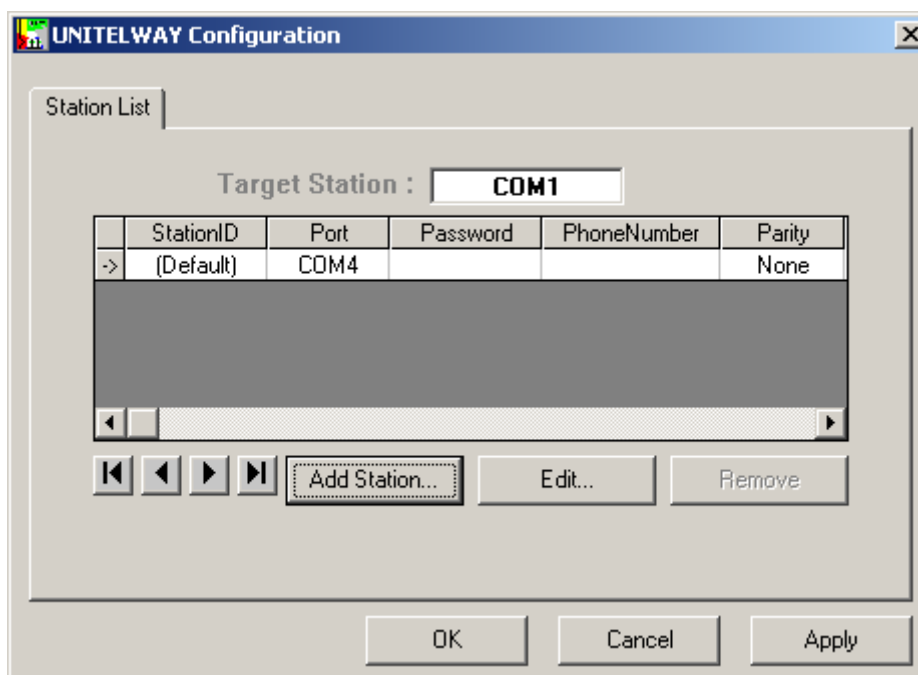 UNITELWAY Configuration
Station List
Target Station : COM1
StationID Port Password PhoneNumber Parity
-> (Default) COM4 None
Add Station... Edit... Remove
OK Cancel Apply